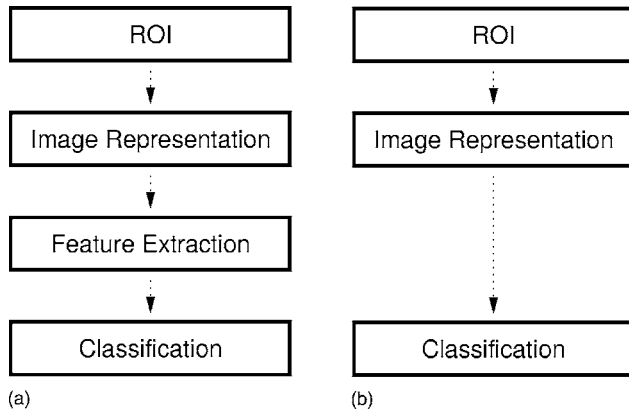 ROI
Image Representation
Feature Extraction
Classification
(a)
ROI
Image Representation
Classification
(b)